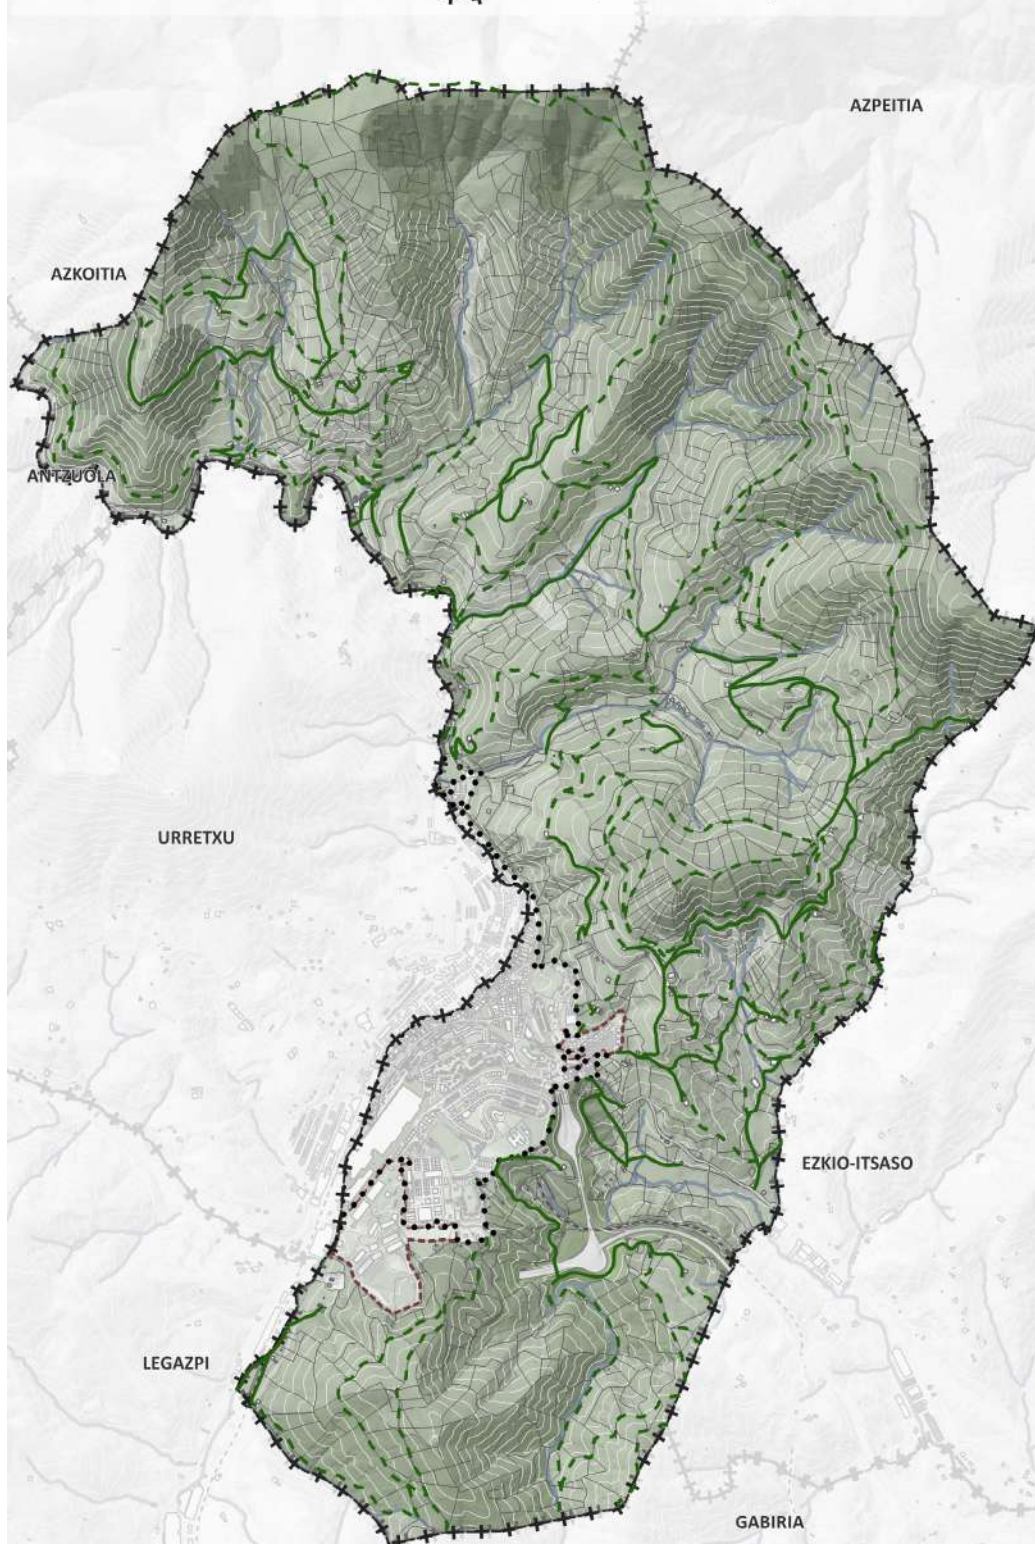 AZPEITIA
AZKOITIA
ANTZUOLA
URRETXU
EZKIO-ITSASO
LEGAZPI
GABIRIA